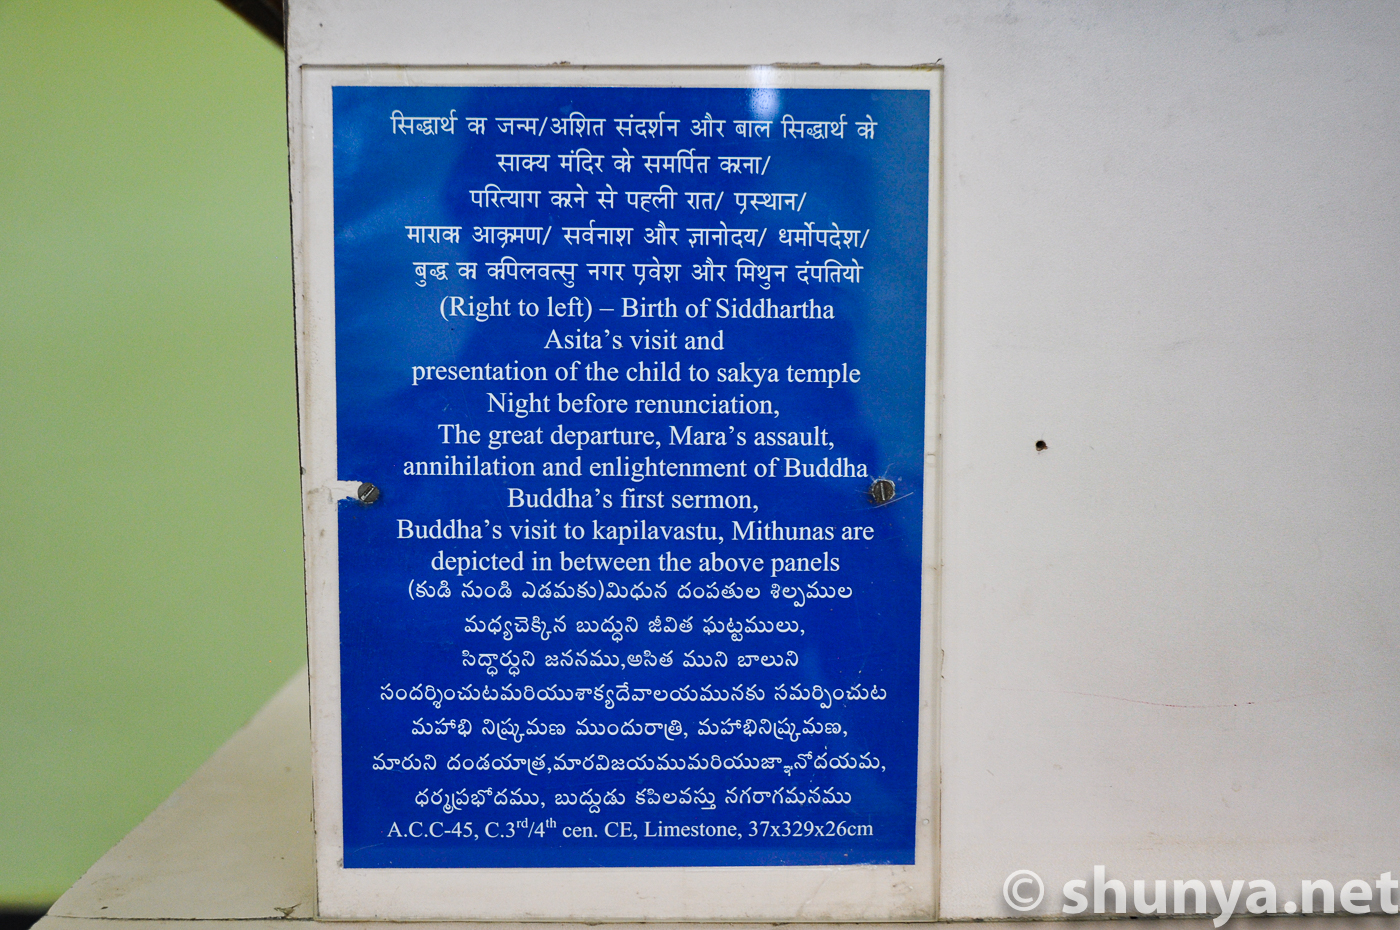 सिद्धार्थ का जन्म/अशित संदर्शन और बाल सिद्धार्थ को
साक्य मंदिर को समर्पित करना/
परित्याग करने से पहली रात/ प्रस्थान/
माराका आक्रमण/ सर्वनाश और ज्ञानोदय/ धर्मोपदेश/
बुद्ध का कपिलवत्सु नगर प्रवेश और मिथुन दंपतियो
(Right to left) – Birth of Siddhartha
Asita’s visit and
presentation of the child to sakya temple
Night before renunciation,
The great departure, Mara’s assault,
annihilation and enlightenment of Buddha
Buddha’s first sermon,
Buddha’s visit to kapilavastu, Mithunas are
depicted in between the above panels
(కుడి నుండి ఎడమకు)మిధున దంపతుల శిల్పముల
మధ్యచెక్కిన బుద్ధుని జీవిత ఘట్టములు,
సిద్ధార్ధుని జననము,అసిత ముని బాలుని
సందర్శించుటమరియుశాక్యదేవాలయమునకు సమర్పించుట
మహాభి నిష్క్రమణ ముందురాత్రి, మహాభినిష్క్రమణ,
మారుని దండయాత్ర,మారవిజయముమరియుజ్ఞానోదయమ,
ధర్మప్రభోదము, బుద్దుడు కపిలవస్తు నగరాగమనము
A.C.C-45, C.3rd/4th cen. CE, Limestone, 37x329x26cm
© shunya.net